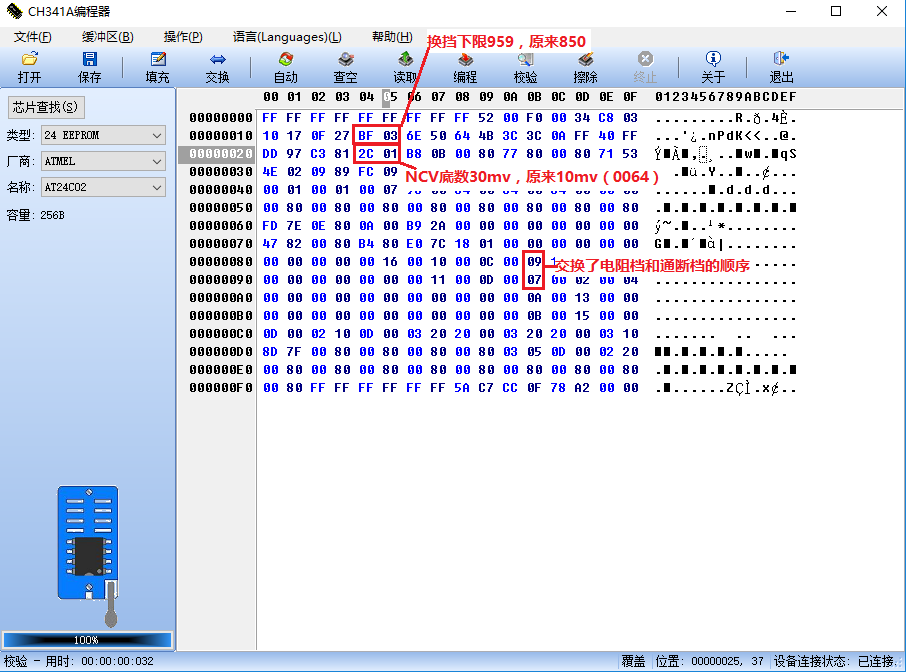 CH341A编程器
文件(F) 缓冲区(B) 操作(P) 语言(Languages)(L) 帮助(H)
换挡下限959，原来850
打开 保存 填充 交换 自动 查空 读取 编程 校验 擦除 终止 关于 退出
芯片查找(S)
类型: 24 EEPROM
厂商: ATMEL
名称: AT24C02
容量: 256B
00 01 02 03 04 05 06 07 08 09 0A 0B 0C 0D 0E 0F 0123456789ABCDEF
00000000 FF FF FF FF FF FF FF FF FF 52 00 F0 00 34 C8 03 .........R.ð.4È.
00000010 10 17 0F 27 BF 03 6E 50 64 4B 3C 3C 0A FF 40 FF ...'¿.nPdK<<..@.
00000020 DD 97 C3 81 2C 01 B8 0B 00 80 77 80 00 80 71 53 Ý■Ã■,.¸..■w■.■qS
00000030 4E 02 09 89 FC 09
NCV底数30mv，原来10mv（0064）
00000040 00 01 00 01 00 07
00000050 00 80 00 80 00 80 00 80 00 80 00 80 00 80 00 80 .■.■.■.■.■.■.■.■
00000060 FD 7E 0E 80 0A 00 B9 2A 00 00 00 00 00 00 00 00 ý~.■..¹*........
00000070 47 82 00 80 B4 80 E0 7C 18 01 00 00 00 00 00 00 G■.■´■à|........
00000080 00 00 00 00 00 16 00 10 00 0C 00 09
交换了电阻档和通断档的顺序
00000090 00 00 00 00 00 00 00 11 00 0D 00 07 00 02 00 04 ................
000000A0 00 00 00 00 00 00 00 00 00 00 00 0A 00 13 00 00 ................
000000B0 00 00 00 00 00 00 00 00 00 00 00 0B 00 15 00 00 ................
000000C0 0D 00 02 10 0D 00 03 20 20 00 03 20 20 00 03 10 .......  ..  ...
000000D0 8D 7F 00 80 00 80 00 80 00 80 03 05 0D 00 02 20 ■■.■.■.■.■.....
000000E0 00 80 00 80 00 80 00 80 00 80 00 80 00 80 00 80 .■.■.■.■.■.■.■.■
000000F0 00 80 FF FF FF FF FF FF 5A C7 CC 0F 78 A2 00 00 .■......ZÇÌ.x¢..
100%
校验 - 用时: 00:00:00:032 覆盖 位置: 00000025, 37 设备连接状态: 已连接.